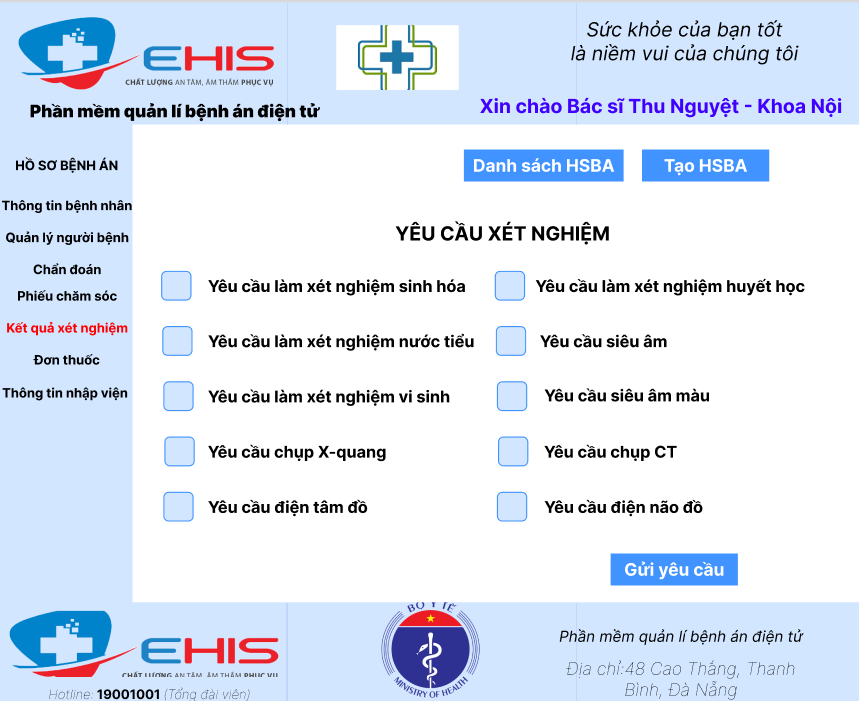 EHIS
CHẤT LƯỢNG AN TÂM, ÂM THẦM PHỤC VỤ
Sức khỏe của bạn tốt
là niềm vui của chúng tôi
Phần mềm quản lí bệnh án điện tử
Xin chào Bác sĩ Thu Nguyệt - Khoa Nội
HỒ SƠ BỆNH ÁN
Thông tin bệnh nhân
Quản lý người bệnh
Chẩn đoán
Phiếu chăm sóc
Kết quả xét nghiệm
Đơn thuốc
Thông tin nhập viện
Danh sách HSBA
Tạo HSBA
YÊU CẦU XÉT NGHIỆM
Yêu cầu làm xét nghiệm sinh hóa
Yêu cầu làm xét nghiệm huyết học
Yêu cầu làm xét nghiệm nước tiểu
Yêu cầu siêu âm
Yêu cầu làm xét nghiệm vi sinh
Yêu cầu siêu âm màu
Yêu cầu chụp X-quang
Yêu cầu chụp CT
Yêu cầu điện tâm đồ
Yêu cầu điện não đồ
Gửi yêu cầu
EHIS
CHẤT LƯỢNG AN TÂM, ÂM THẦM PHỤC VỤ
Hotline: 19001001 (Tổng đài viên)
BỘ Y TẾ
MINISTRY OF HEALTH
Phần mềm quản lí bệnh án điện tử
Địa chỉ:48 Cao Thắng, Thanh
Bình, Đà Nẵng